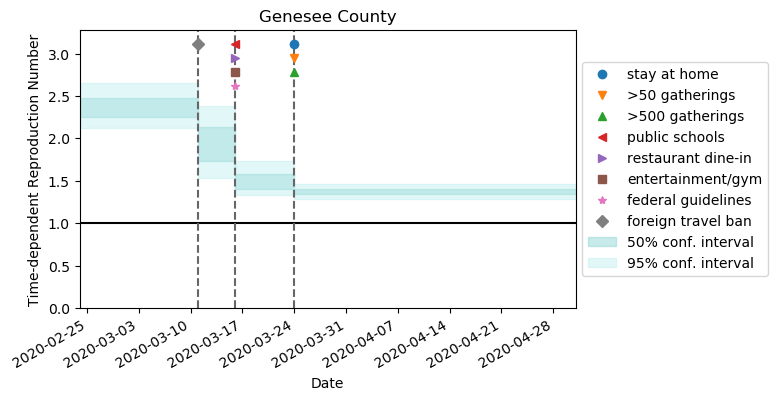 Genesee County
Time-dependent Reproduction Number
3.0
2.5
2.0
1.5
1.0
0.5
0.0
2020-02-25
2020-03-03
2020-03-10
2020-03-17
2020-03-24
2020-03-31
2020-04-07
2020-04-14
2020-04-21
2020-04-28
Date
stay at home
>50 gatherings
>500 gatherings
public schools
restaurant dine-in
entertainment/gym
federal guidelines
foreign travel ban
50% conf. interval
95% conf. interval